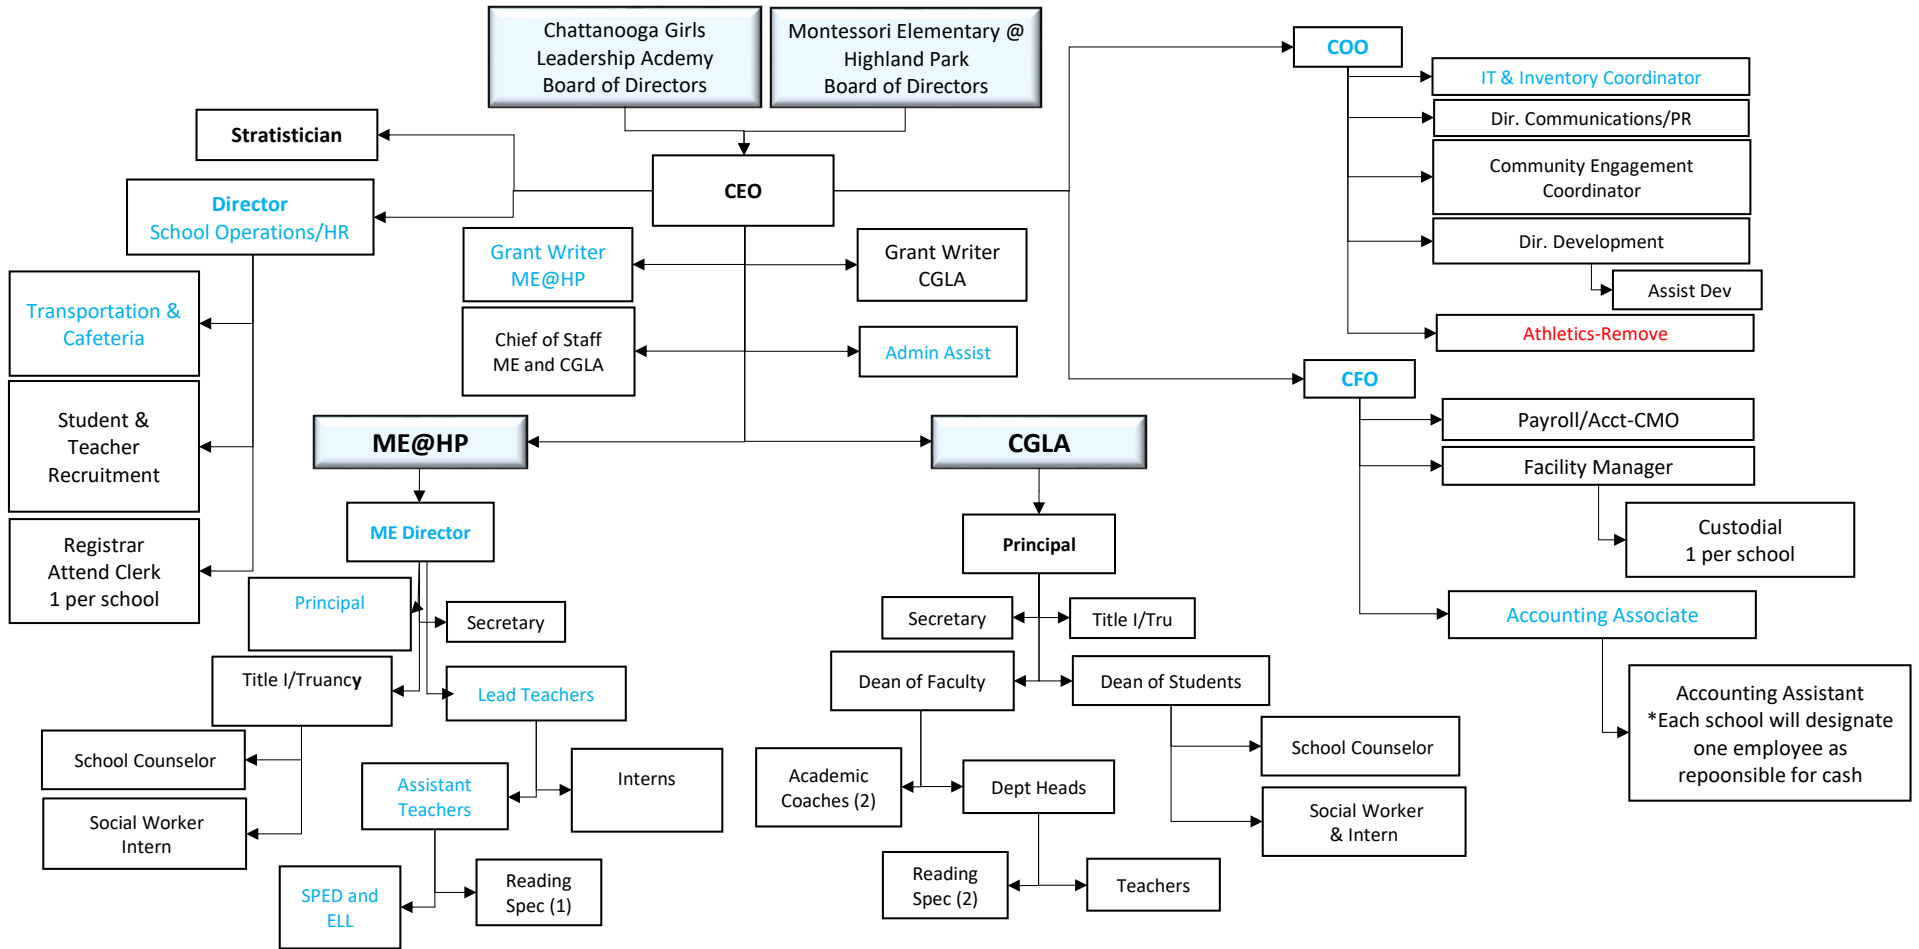 Chattanooga Girls
Leadership Acdemy
Board of Directors
Montessori Elementary @
Highland Park
Board of Directors
COO
IT & Inventory Coordinator
Dir. Communications/PR
Community Engagement
Coordinator
Dir. Development
Assist Dev
Athletics-Remove
Stratistician
CEO
Director
School Operations/HR
Grant Writer
ME@HP
Grant Writer
CGLA
Transportation &
Cafeteria
Chief of Staff
ME and CGLA
Admin Assist
CFO
Payroll/Acct-CMO
Facility Manager
Custodial
1 per school
Accounting Associate
Accounting Assistant
*Each school will designate
one employee as
repoonsible for cash
Student &
Teacher
Recruitment
Registrar
Attend Clerk
1 per school
ME@HP
ME Director
Principal
Secretary
Title I/Truancy
Lead Teachers
School Counselor
Social Worker
Intern
Assistant
Teachers
Interns
SPED and
ELL
Reading
Spec (1)
CGLA
Principal
Secretary
Title I/Tru
Dean of Faculty
Dean of Students
Academic
Coaches (2)
Dept Heads
School Counselor
Social Worker
& Intern
Reading
Spec (2)
Teachers